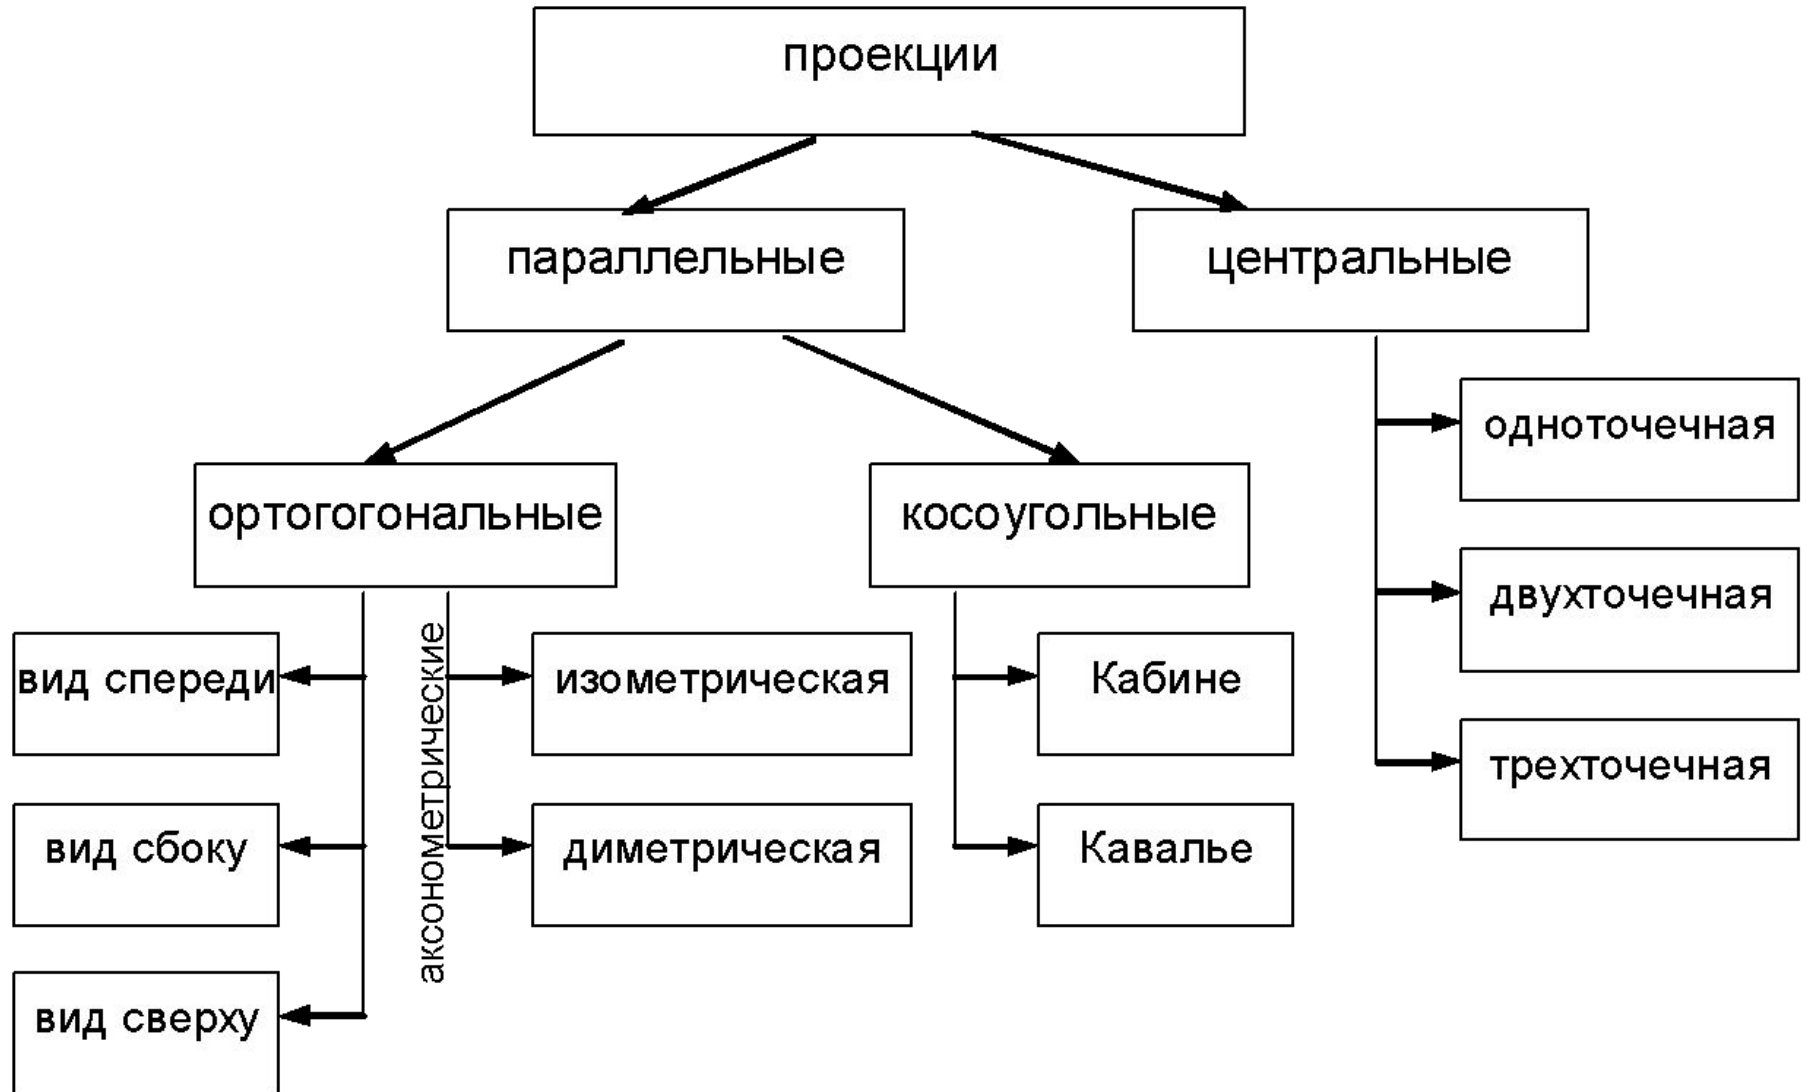 проекции
параллельные
центральные
одноточечная
двухточечная
трехточечная
ортогогональные
косоугольные
вид спереди
вид сбоку
вид сверху
аксонометрические
изометрическая
диметрическая
Кабине
Кавалье